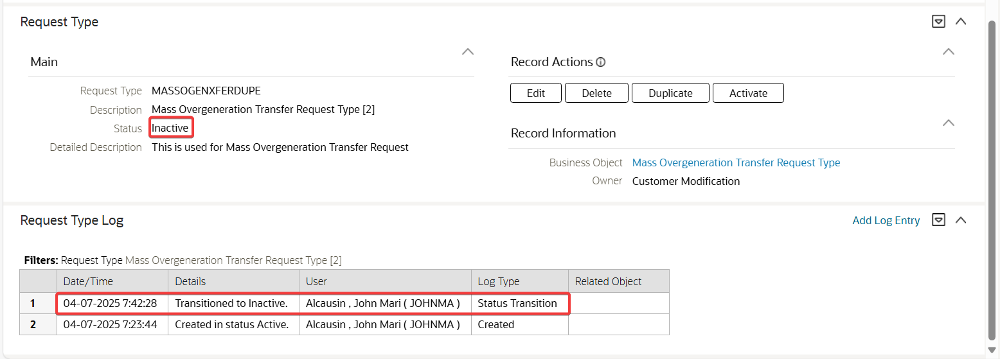 Request Type
Main
Request Type MASSOGENXFERDUPE
Description Mass Overgeneration Transfer Request Type [2]
Status Inactive
Detailed Description This is used for Mass Overgeneration Transfer Request
Record Actions
Edit Delete Duplicate Activate
Record Information
Business Object Mass Overgeneration Transfer Request Type
Owner Customer Modification
Request Type Log Add Log Entry
Filters: Request Type Mass Overgeneration Transfer Request Type [2]
Date/Time Details User Log Type Related Object
1 04-07-2025 7:42:28 Transitioned to Inactive. Alcausin , John Mari ( JOHNMA ) Status Transition
2 04-07-2025 7:23:44 Created in status Active. Alcausin , John Mari ( JOHNMA ) Created